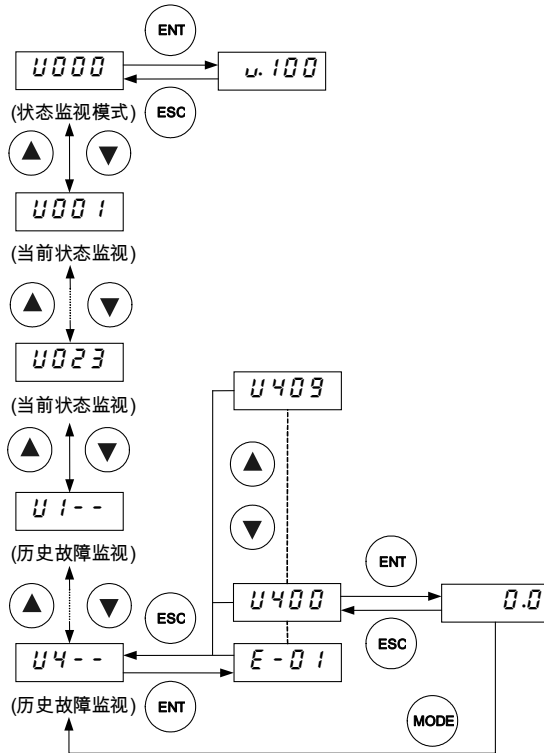 ENT
U000
u.100
(状态监视模式)
ESC
▲
▼
U001
(当前状态监视)
▲
▼
U023
(当前状态监视)
U409
▲
▼
▲
U1--
▼
(历史故障监视)
ENT
▲
▼
ESC
U400
0.0
ESC
U4--
E-01
(历史故障监视)
ENT
MODE